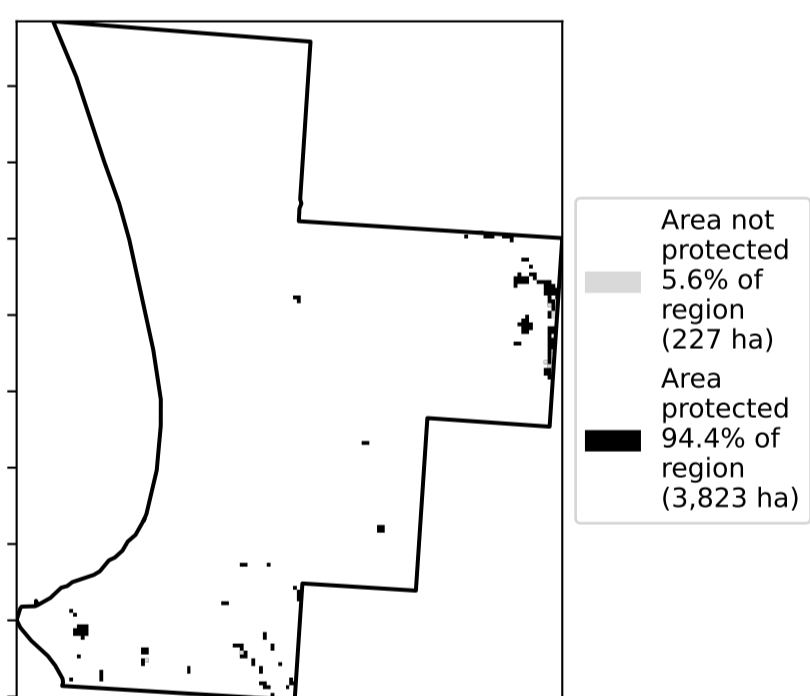 Area not
protected
5.6% of
region
(227 ha)
Area
protected
94.4% of
region
(3,823 ha)